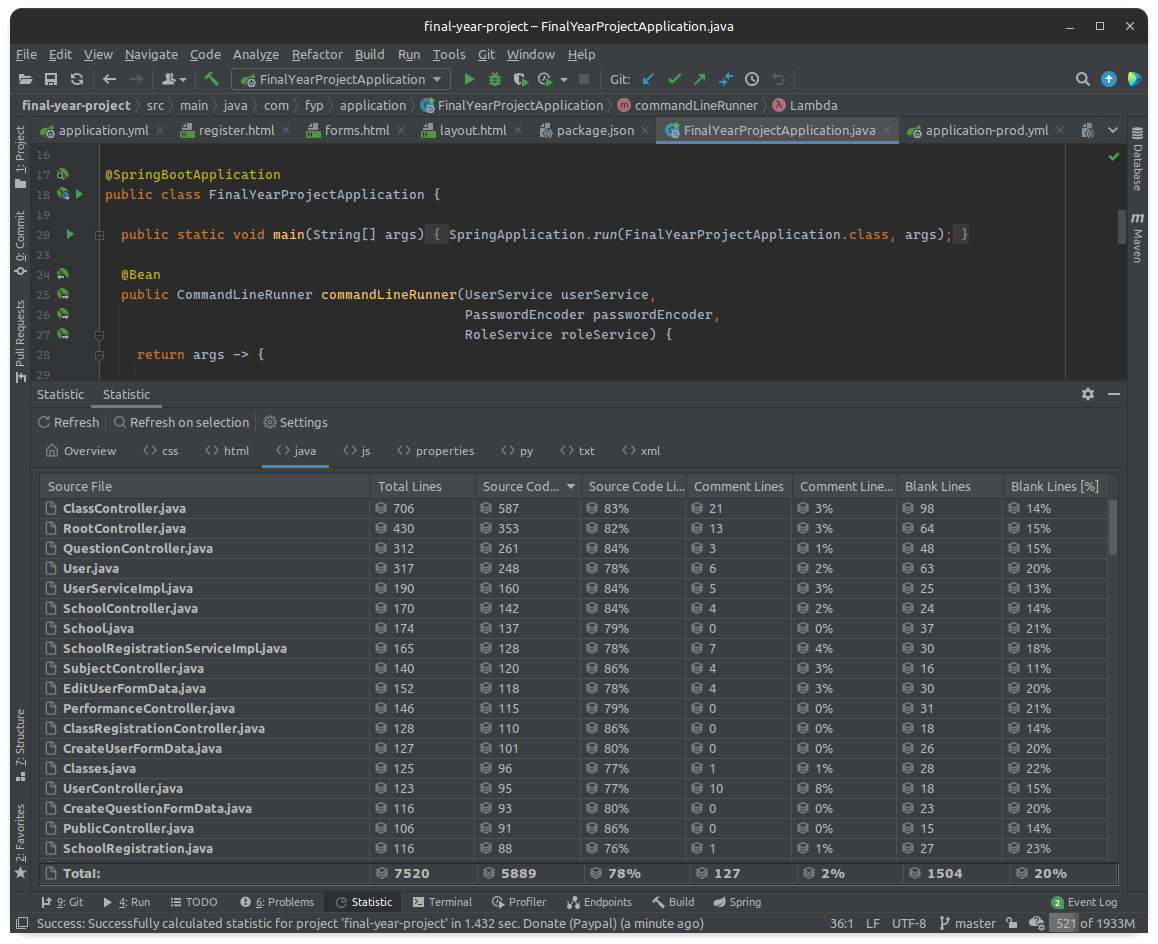 final-year-project – FinalYearProjectApplication.java
File Edit View Navigate Code Analyze Refactor Build Run Tools Git Window Help
FinalYearProjectApplication Git:
final-year-project src main java com fyp application FinalYearProjectApplication m commandLineRunner λ Lambda
application.yml register.html forms.html layout.html package.json FinalYearProjectApplication.java application-prod.yml
1: Project
0: Commit
Pull Requests
7: Structure
2: Favorites
Database
m Maven
16
17 @SpringBootApplication
18 public class FinalYearProjectApplication {
19
20 public static void main(String[] args) { SpringApplication.run(FinalYearProjectApplication.class, args); }
23
24 @Bean
25 public CommandLineRunner commandLineRunner(UserService userService,
26 PasswordEncoder passwordEncoder,
27 RoleService roleService) {
28 return args -> {
29
Statistic Statistic
Refresh Refresh on selection Settings
Overview css html java js properties py txt xml
Source File Total Lines Source Cod... Source Code Li... Comment Lines Comment Line... Blank Lines Blank Lines [%]
ClassController.java 706 587 83% 21 3% 98 14%
RootController.java 430 353 82% 13 3% 64 15%
QuestionController.java 312 261 84% 3 1% 48 15%
User.java 317 248 78% 6 2% 63 20%
UserServiceImpl.java 190 160 84% 5 3% 25 13%
SchoolController.java 170 142 84% 4 2% 24 14%
School.java 174 137 79% 0 0% 37 21%
SchoolRegistrationServiceImpl.java 165 128 78% 7 4% 30 18%
SubjectController.java 140 120 86% 4 3% 16 11%
EditUserFormData.java 152 118 78% 4 3% 30 20%
PerformanceController.java 146 115 79% 0 0% 31 21%
ClassRegistrationController.java 128 110 86% 0 0% 18 14%
CreateUserFormData.java 127 101 80% 0 0% 26 20%
Classes.java 125 96 77% 1 1% 28 22%
UserController.java 123 95 77% 10 8% 18 15%
CreateQuestionFormData.java 116 93 80% 0 0% 23 20%
PublicController.java 106 91 86% 0 0% 15 14%
SchoolRegistration.java 116 88 76% 1 1% 27 23%
Total: 7520 5889 78% 127 2% 1504 20%
9: Git 4: Run TODO 6: Problems Statistic Terminal Profiler Endpoints Build Spring 2 Event Log
Success: Successfully calculated statistic for project 'final-year-project' in 1.432 sec. Donate (Paypal) (a minute ago) 36:1 LF UTF-8 master 521 of 1933M